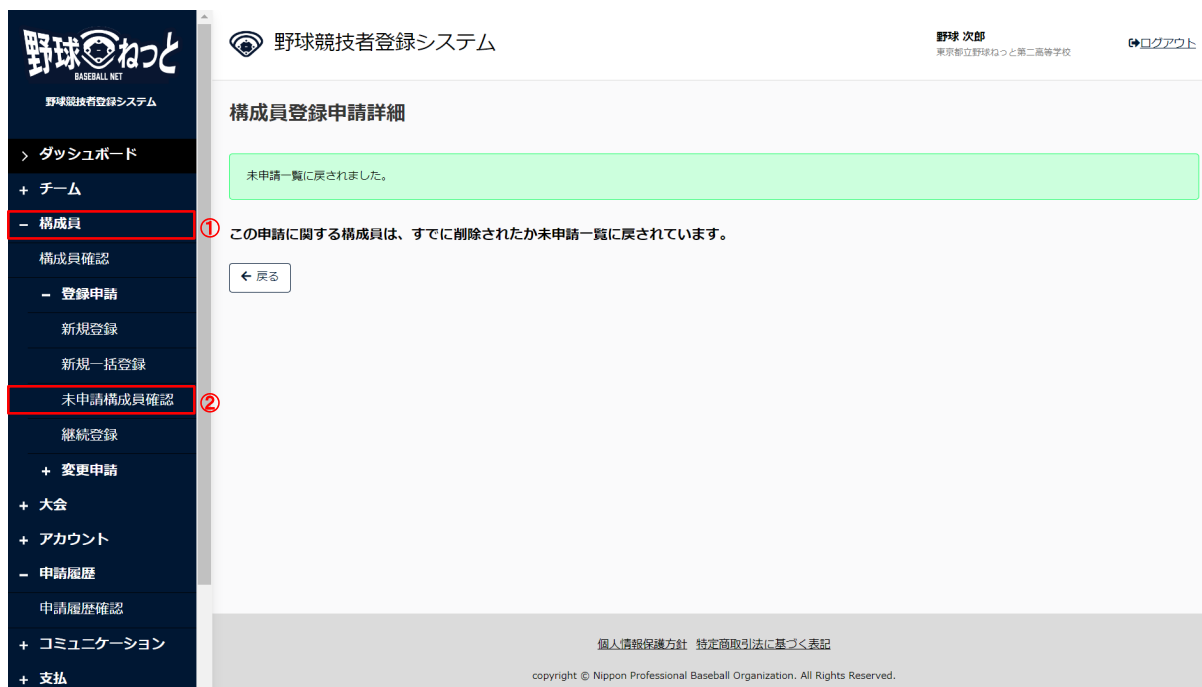 野球ねっと
BASEBALL NET
野球競技者登録システム
> ダッシュボード
+ チーム
− 構成員
①
構成員確認
− 登録申請
新規登録
新規一括登録
未申請構成員確認
②
継続登録
+ 変更申請
+ 大会
+ アカウント
− 申請履歴
申請履歴確認
+ コミュニケーション
+ 支払
野球競技者登録システム
野球 次郎
東京都立野球ねっと第二高等学校
ログアウト
構成員登録申請詳細
未申請一覧に戻されました。
この申請に関する構成員は、すでに削除されたか未申請一覧に戻されています。
← 戻る
個人情報保護方針 特定商取引法に基づく表記
copyright © Nippon Professional Baseball Organization. All Rights Reserved.